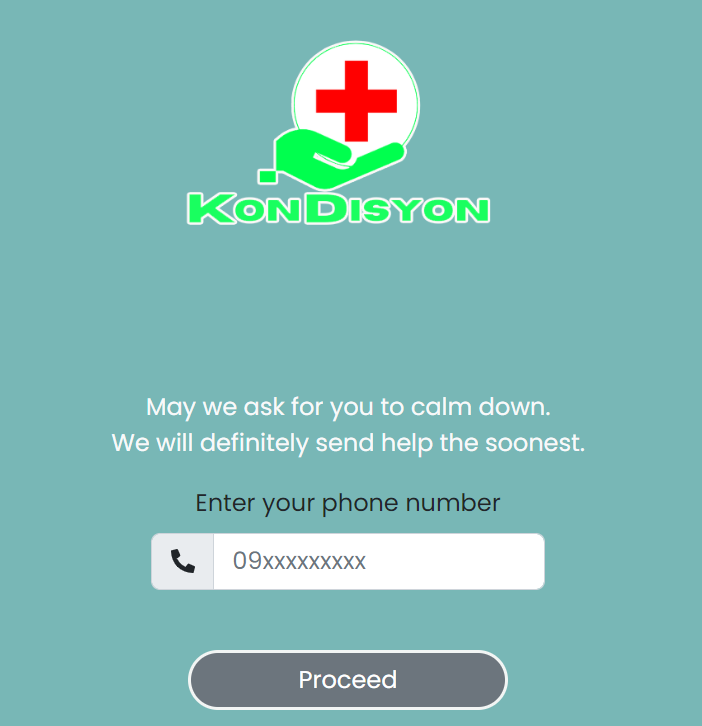 KonDisyon
May we ask for you to calm down.
We will definitely send help the soonest.
Enter your phone number
09xxxxxxxxx
Proceed